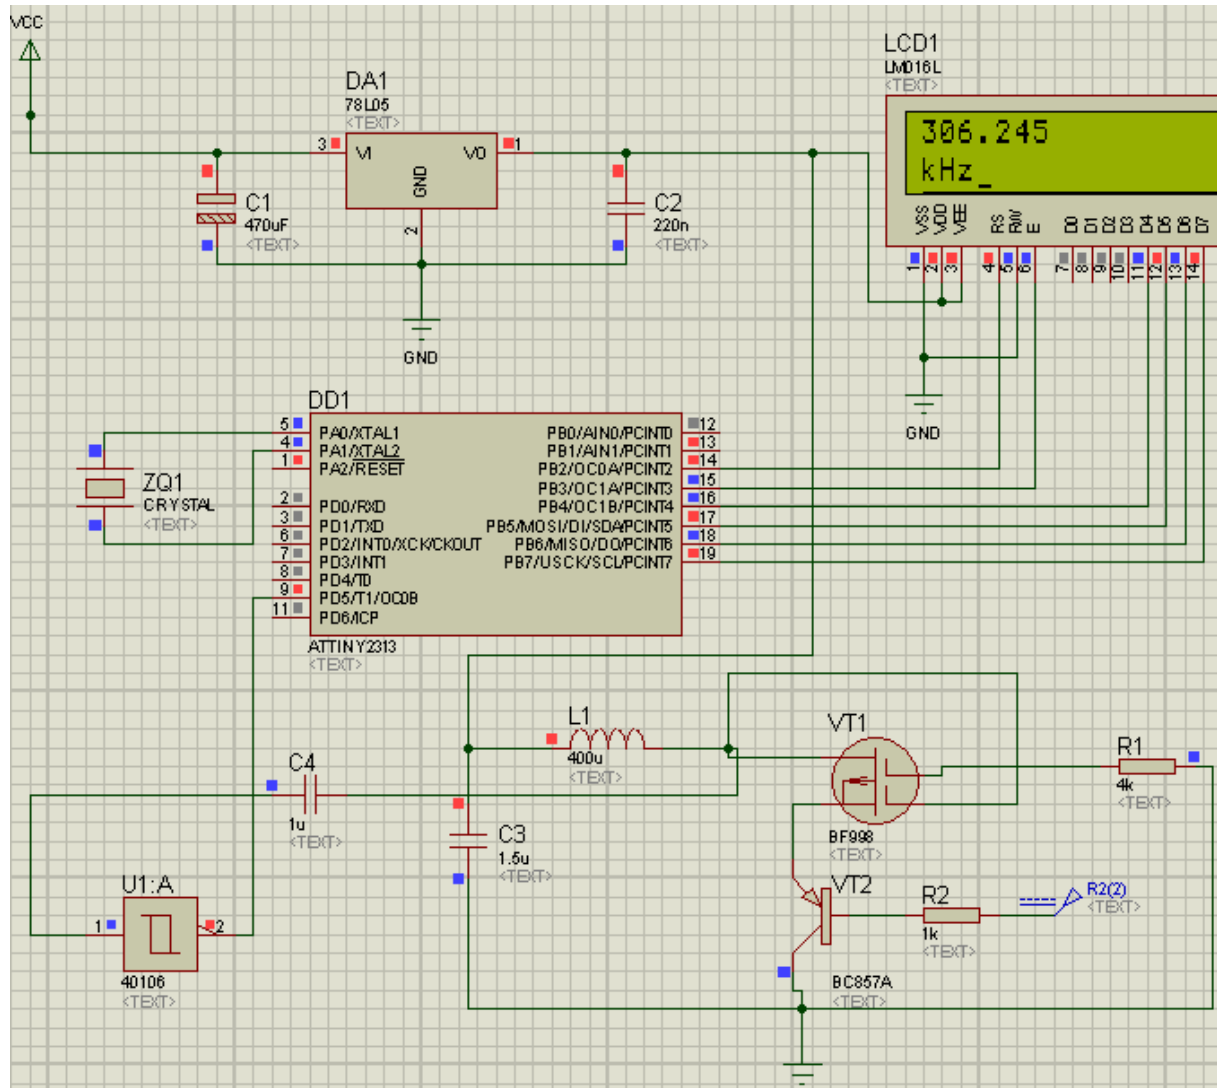 VCC
DA1
78L05
<TEXT>
3
VI
VO
1
GND
2
C1
470uF
<TEXT>
C2
220n
<TEXT>
GND
LCD1
LM016L
<TEXT>
306.245
kHz_
VSS
VDD
VEE
RS
RW
E
D0
D1
D2
D3
D4
D5
D6
D7
1
2
3
4
5
6
7
8
9
10
11
12
13
14
GND
DD1
5 PA0/XTAL1
4 PA1/XTAL2
1 PA2/RESET
2 PD0/RXD
3 PD1/TXD
6 PD2/INT0/XCK/CKOUT
7 PD3/INT1
8 PD4/T0
9 PD5/T1/OC0B
11 PD6/ICP
PB0/AIN0/PCINT0 12
PB1/AIN1/PCINT1 13
PB2/OC0A/PCINT2 14
PB3/OC1A/PCINT3 15
PB4/OC1B/PCINT4 16
PB5/MOSI/DI/SDA/PCINT5 17
PB6/MISO/DO/PCINT6 18
PB7/USCK/SCL/PCINT7 19
ATTINY2313
<TEXT>
ZQ1
CRYSTAL
<TEXT>
L1
400u
<TEXT>
C4
1u
<TEXT>
C3
1.5u
<TEXT>
VT1
BF998
<TEXT>
R1
4k
<TEXT>
VT2
BC857A
<TEXT>
R2
1k
<TEXT>
R2(2)
<TEXT>
U1:A
1
2
40106
<TEXT>